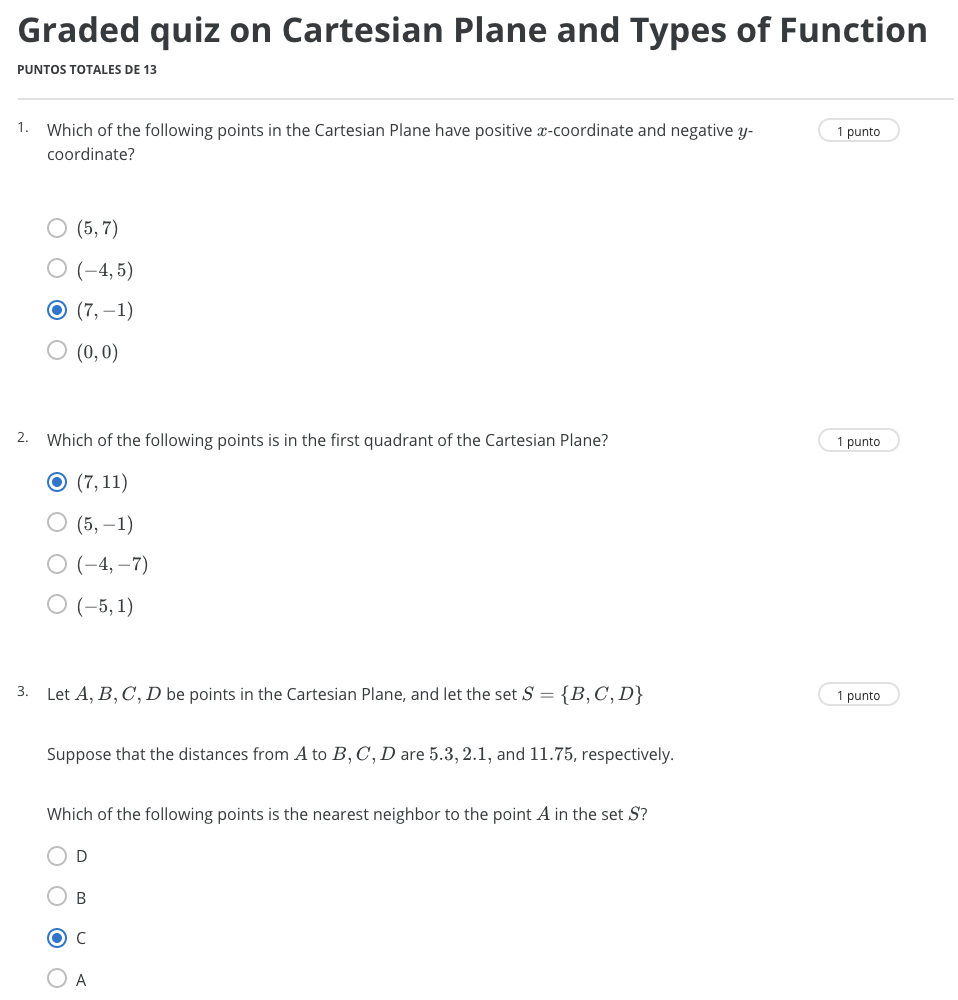 Graded quiz on Cartesian Plane and Types of Function
PUNTOS TOTALES DE 13
1. Which of the following points in the Cartesian Plane have positive x-coordinate and negative y-
coordinate?
1 punto
(5, 7)
(−4, 5)
(7, −1)
(0, 0)
2. Which of the following points is in the first quadrant of the Cartesian Plane?
1 punto
(7, 11)
(5, −1)
(−4, −7)
(−5, 1)
3. Let A, B, C, D be points in the Cartesian Plane, and let the set S = {B, C, D}
1 punto
Suppose that the distances from A to B, C, D are 5.3, 2.1, and 11.75, respectively.
Which of the following points is the nearest neighbor to the point A in the set S?
D
B
C
A